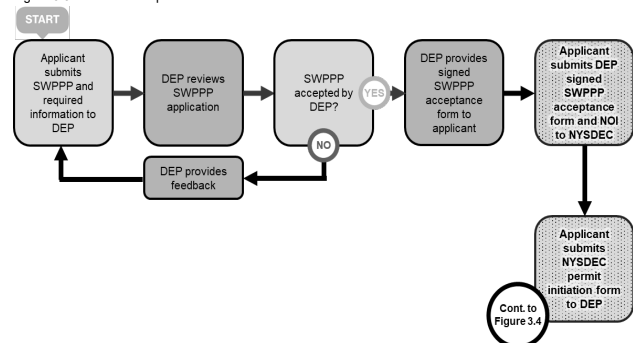 START
Applicant
submits
SWPPP and
required
information to
DEP
DEP reviews
SWPPP
application
SWPPP
accepted by
DEP?
YES
NO
DEP provides
feedback
DEP provides
signed
SWPPP
acceptance
form to
applicant
Applicant
submits DEP
signed
SWPPP
acceptance
form and NOI
to NYSDEC
Applicant
submits
NYSDEC
permit
initiation form
to DEP
Cont. to
Figure 3.4